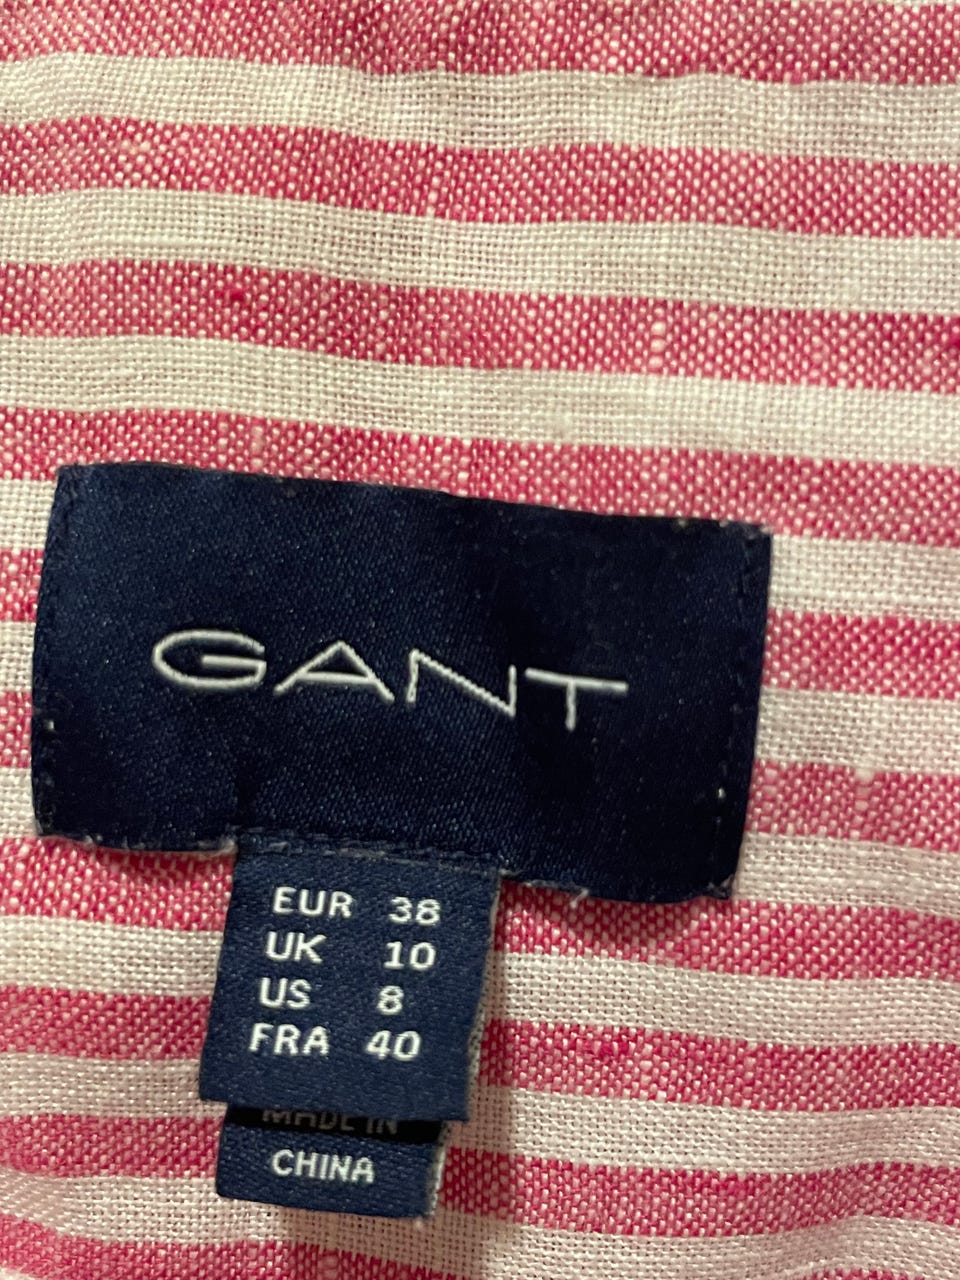 GANT
EUR 38
UK 10
US 8
FRA 40
MADE IN
CHINA